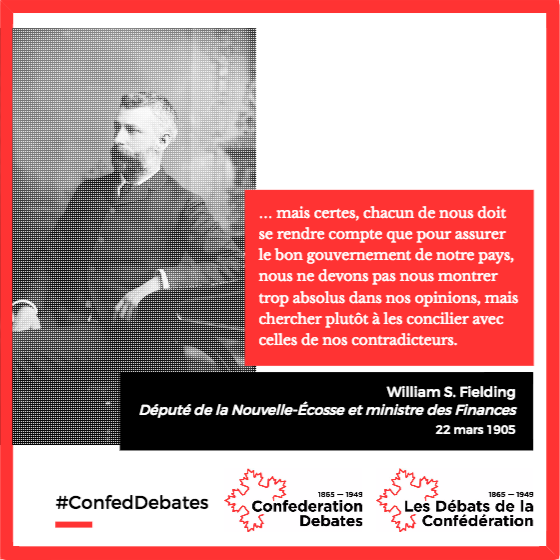 ... mais certes, chacun de nous doit
se rendre compte que pour assurer
le bon gouvernement de notre pays,
nous ne devons pas nous montrer
trop absolus dans nos opinions, mais
chercher plutôt à les concilier avec
celles de nos contradicteurs.
William S. Fielding
Député de la Nouvelle-Écosse et ministre des Finances
22 mars 1905
#ConfedDebates
1865 — 1949
Confederation
Debates
1865 — 1949
Les Débats de la
Confédération